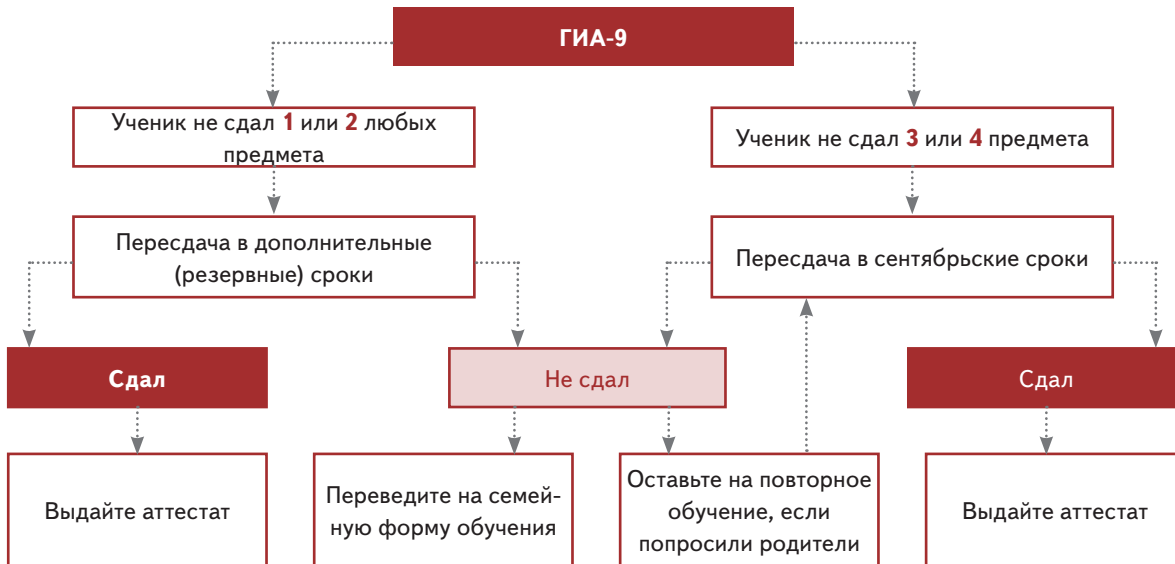 ГИА-9
Ученик не сдал 1 или 2 любых
предмета
Ученик не сдал 3 или 4 предмета
Пересдача в дополнительные
(резервные) сроки
Пересдача в сентябрьские сроки
Сдал
Не сдал
Сдал
Выдайте аттестат
Переведите на семей-
ную форму обучения
Оставьте на повторное
обучение, если
попросили родители
Выдайте аттестат